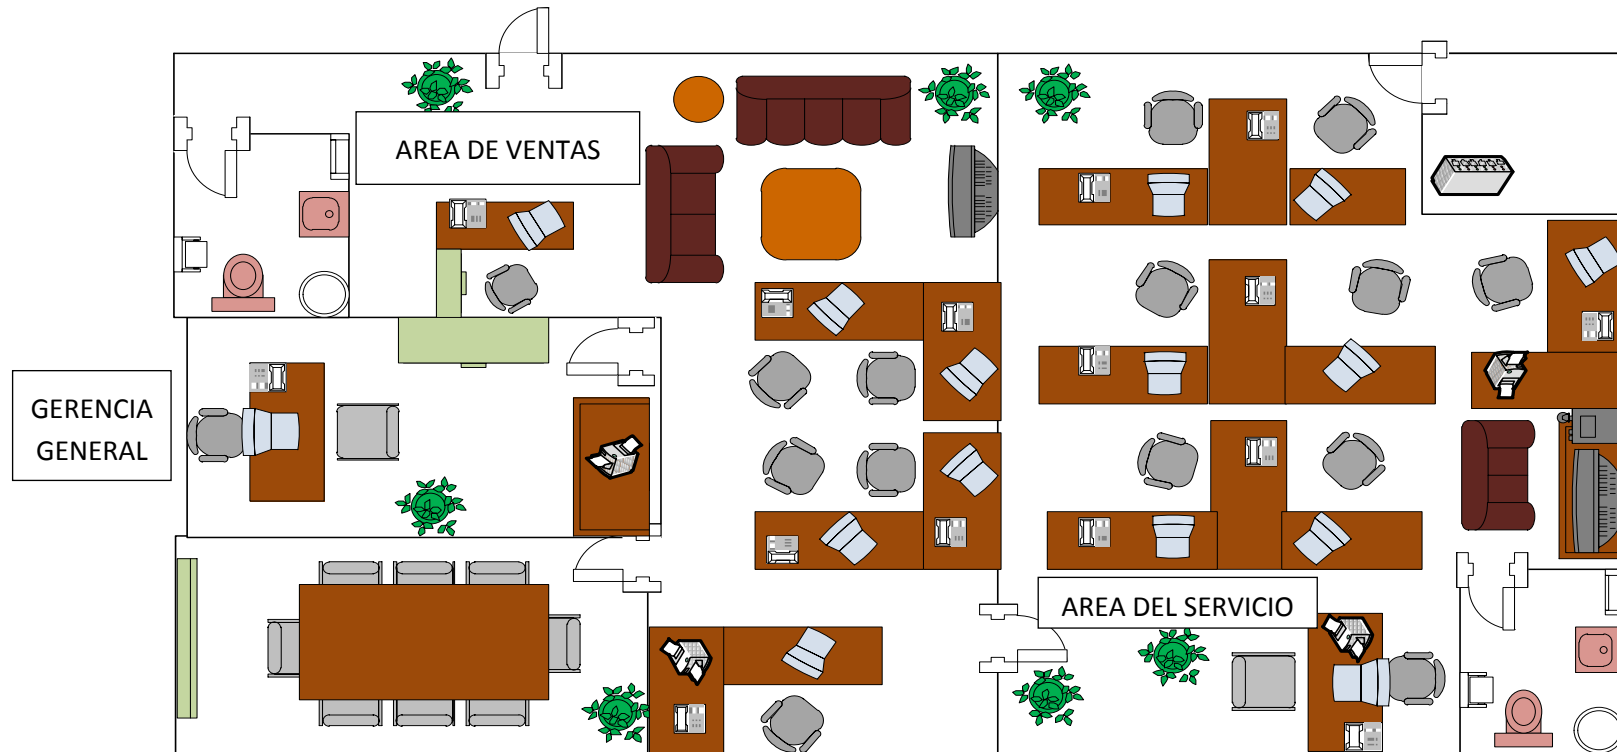 AREA DE VENTAS
GERENCIA
GENERAL
AREA DEL SERVICIO